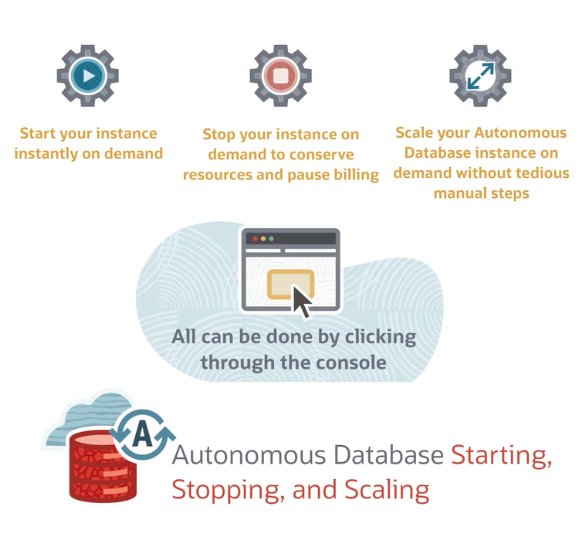 Start your instance
instantly on demand
Stop your instance on
demand to conserve
resources and pause billing
Scale your Autonomous
Database instance on
demand without tedious
manual steps
All can be done by clicking
through the console
A
Autonomous Database Starting,
Stopping, and Scaling